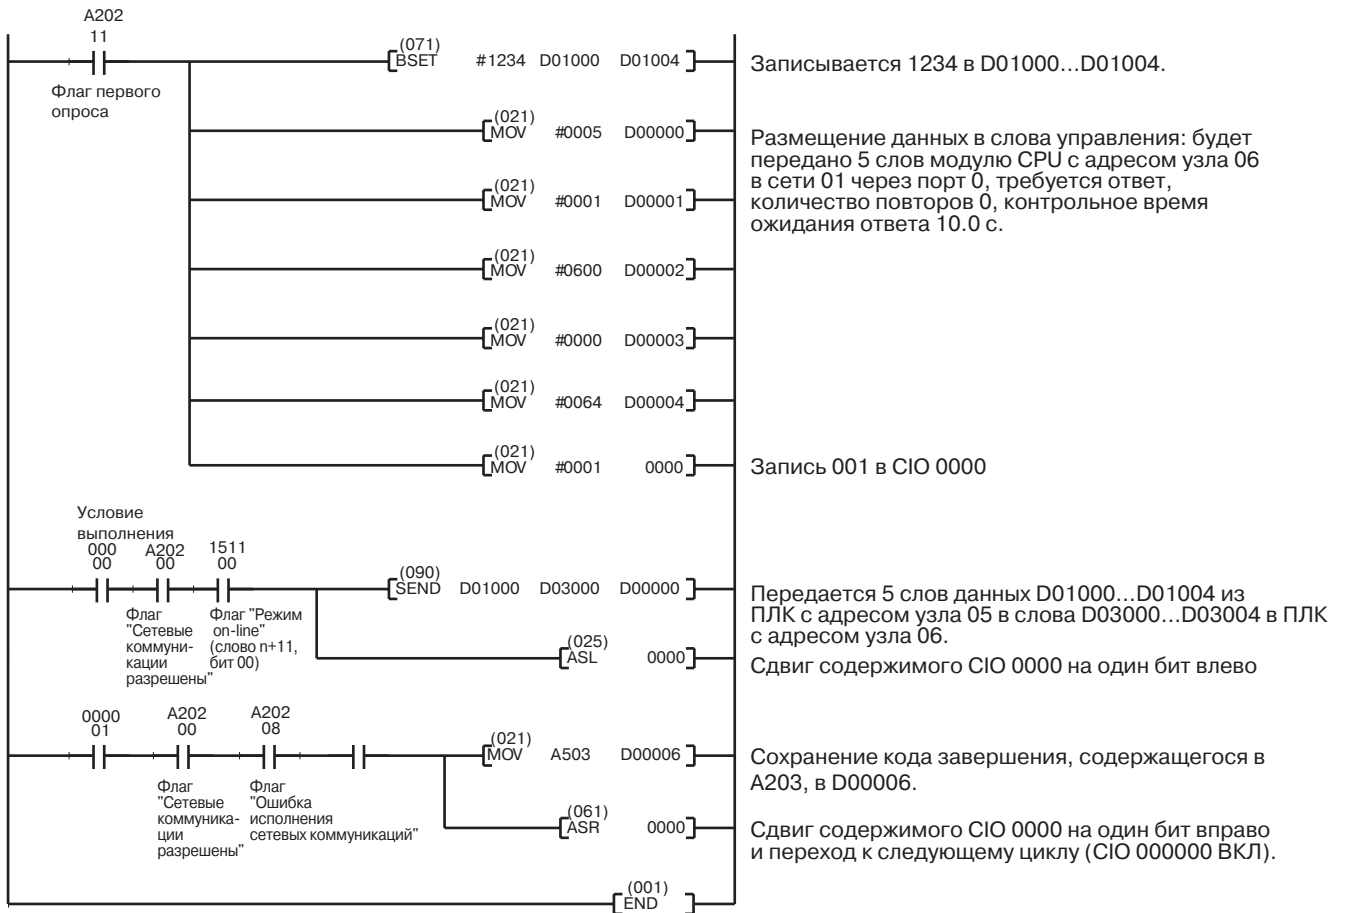 A202
11
Флаг первого
опроса
(071)
BSET #1234 D01000 D01004
Записывается 1234 в D01000...D01004.
(021)
MOV #0005 D00000
Размещение данных в слова управления: будет
передано 5 слов модулю CPU с адресом узла 06
в сети 01 через порт 0, требуется ответ,
количество повторов 0, контрольное время
ожидания ответа 10.0 с.
(021)
MOV #0001 D00001
(021)
MOV #0600 D00002
(021)
MOV #0000 D00003
(021)
MOV #0064 D00004
(021)
MOV #0001 0000
Запись 001 в CIO 0000
Условие
выполнения
000 A202 1511
00 00 00
Флаг
"Сетевые
коммуни-
кации
разрешены"
Флаг "Режим
on-line"
(слово n+11,
бит 00)
(090)
SEND D01000 D03000 D00000
Передается 5 слов данных D01000...D01004 из
ПЛК с адресом узла 05 в слова D03000...D03004 в ПЛК
с адресом узла 06.
(025)
ASL 0000
Сдвиг содержимого CIO 0000 на один бит влево
0000 A202 A202
01 00 08
Флаг
"Сетевые
коммуника-
ции
разрешены"
Флаг
"Ошибка
исполнения
сетевых коммуникаций"
(021)
MOV A503 D00006
Сохранение кода завершения, содержащегося в
A203, в D00006.
(061)
ASR 0000
Сдвиг содержимого CIO 0000 на один бит вправо
и переход к следующему циклу (CIO 000000 ВКЛ).
(001)
END